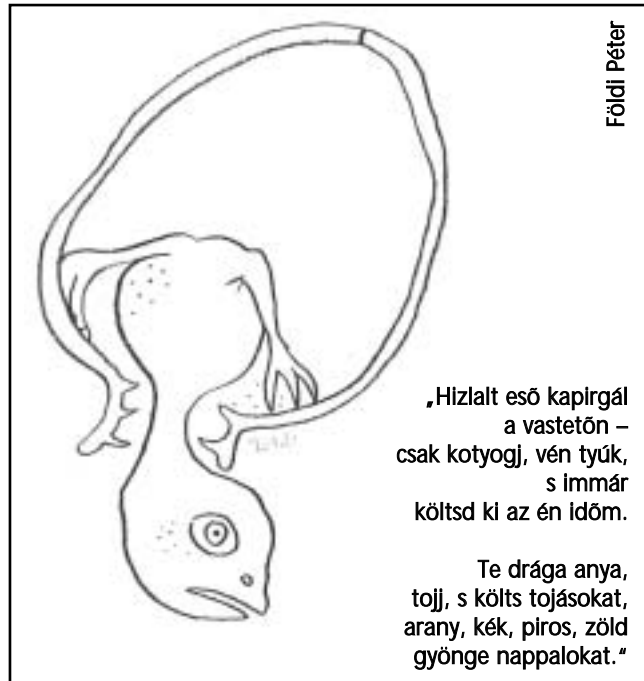 Földi Péter
„Hizlalt esõ kapirgál
a vastetõn –
csak kotyogj, vén tyúk,
s immár
költsd ki az én idõm.
Te drága anya,
tojj, s költs tojásokat,
arany, kék, piros, zöld
gyönge nappalokat.“